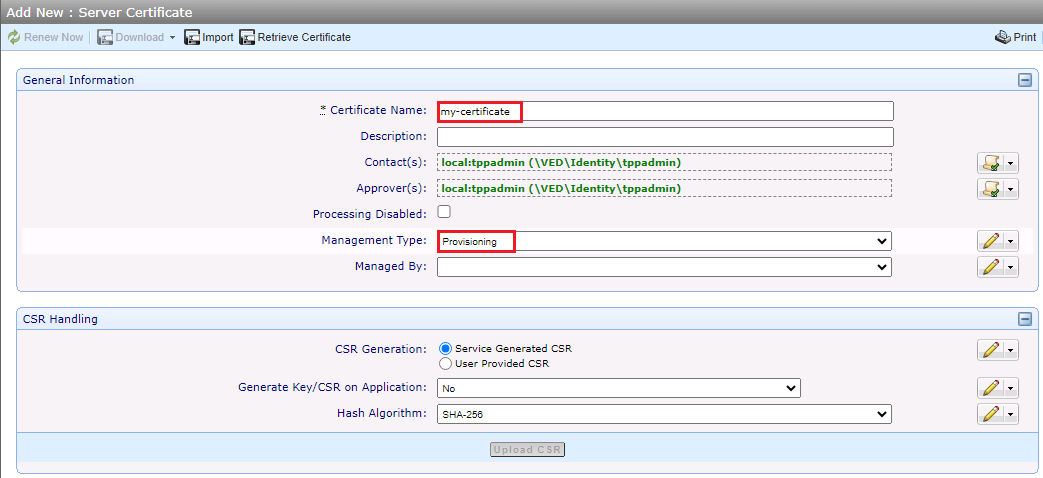 Add New : Server Certificate
Renew Now Download Import Retrieve Certificate Print
General Information
* Certificate Name: my-certificate
Description:
Contact(s): local:tppadmin (\VED\Identity\tppadmin)
Approver(s): local:tppadmin (\VED\Identity\tppadmin)
Processing Disabled:
Management Type: Provisioning
Managed By:
CSR Handling
CSR Generation: Service Generated CSR
User Provided CSR
Generate Key/CSR on Application: No
Hash Algorithm: SHA-256
Upload CSR